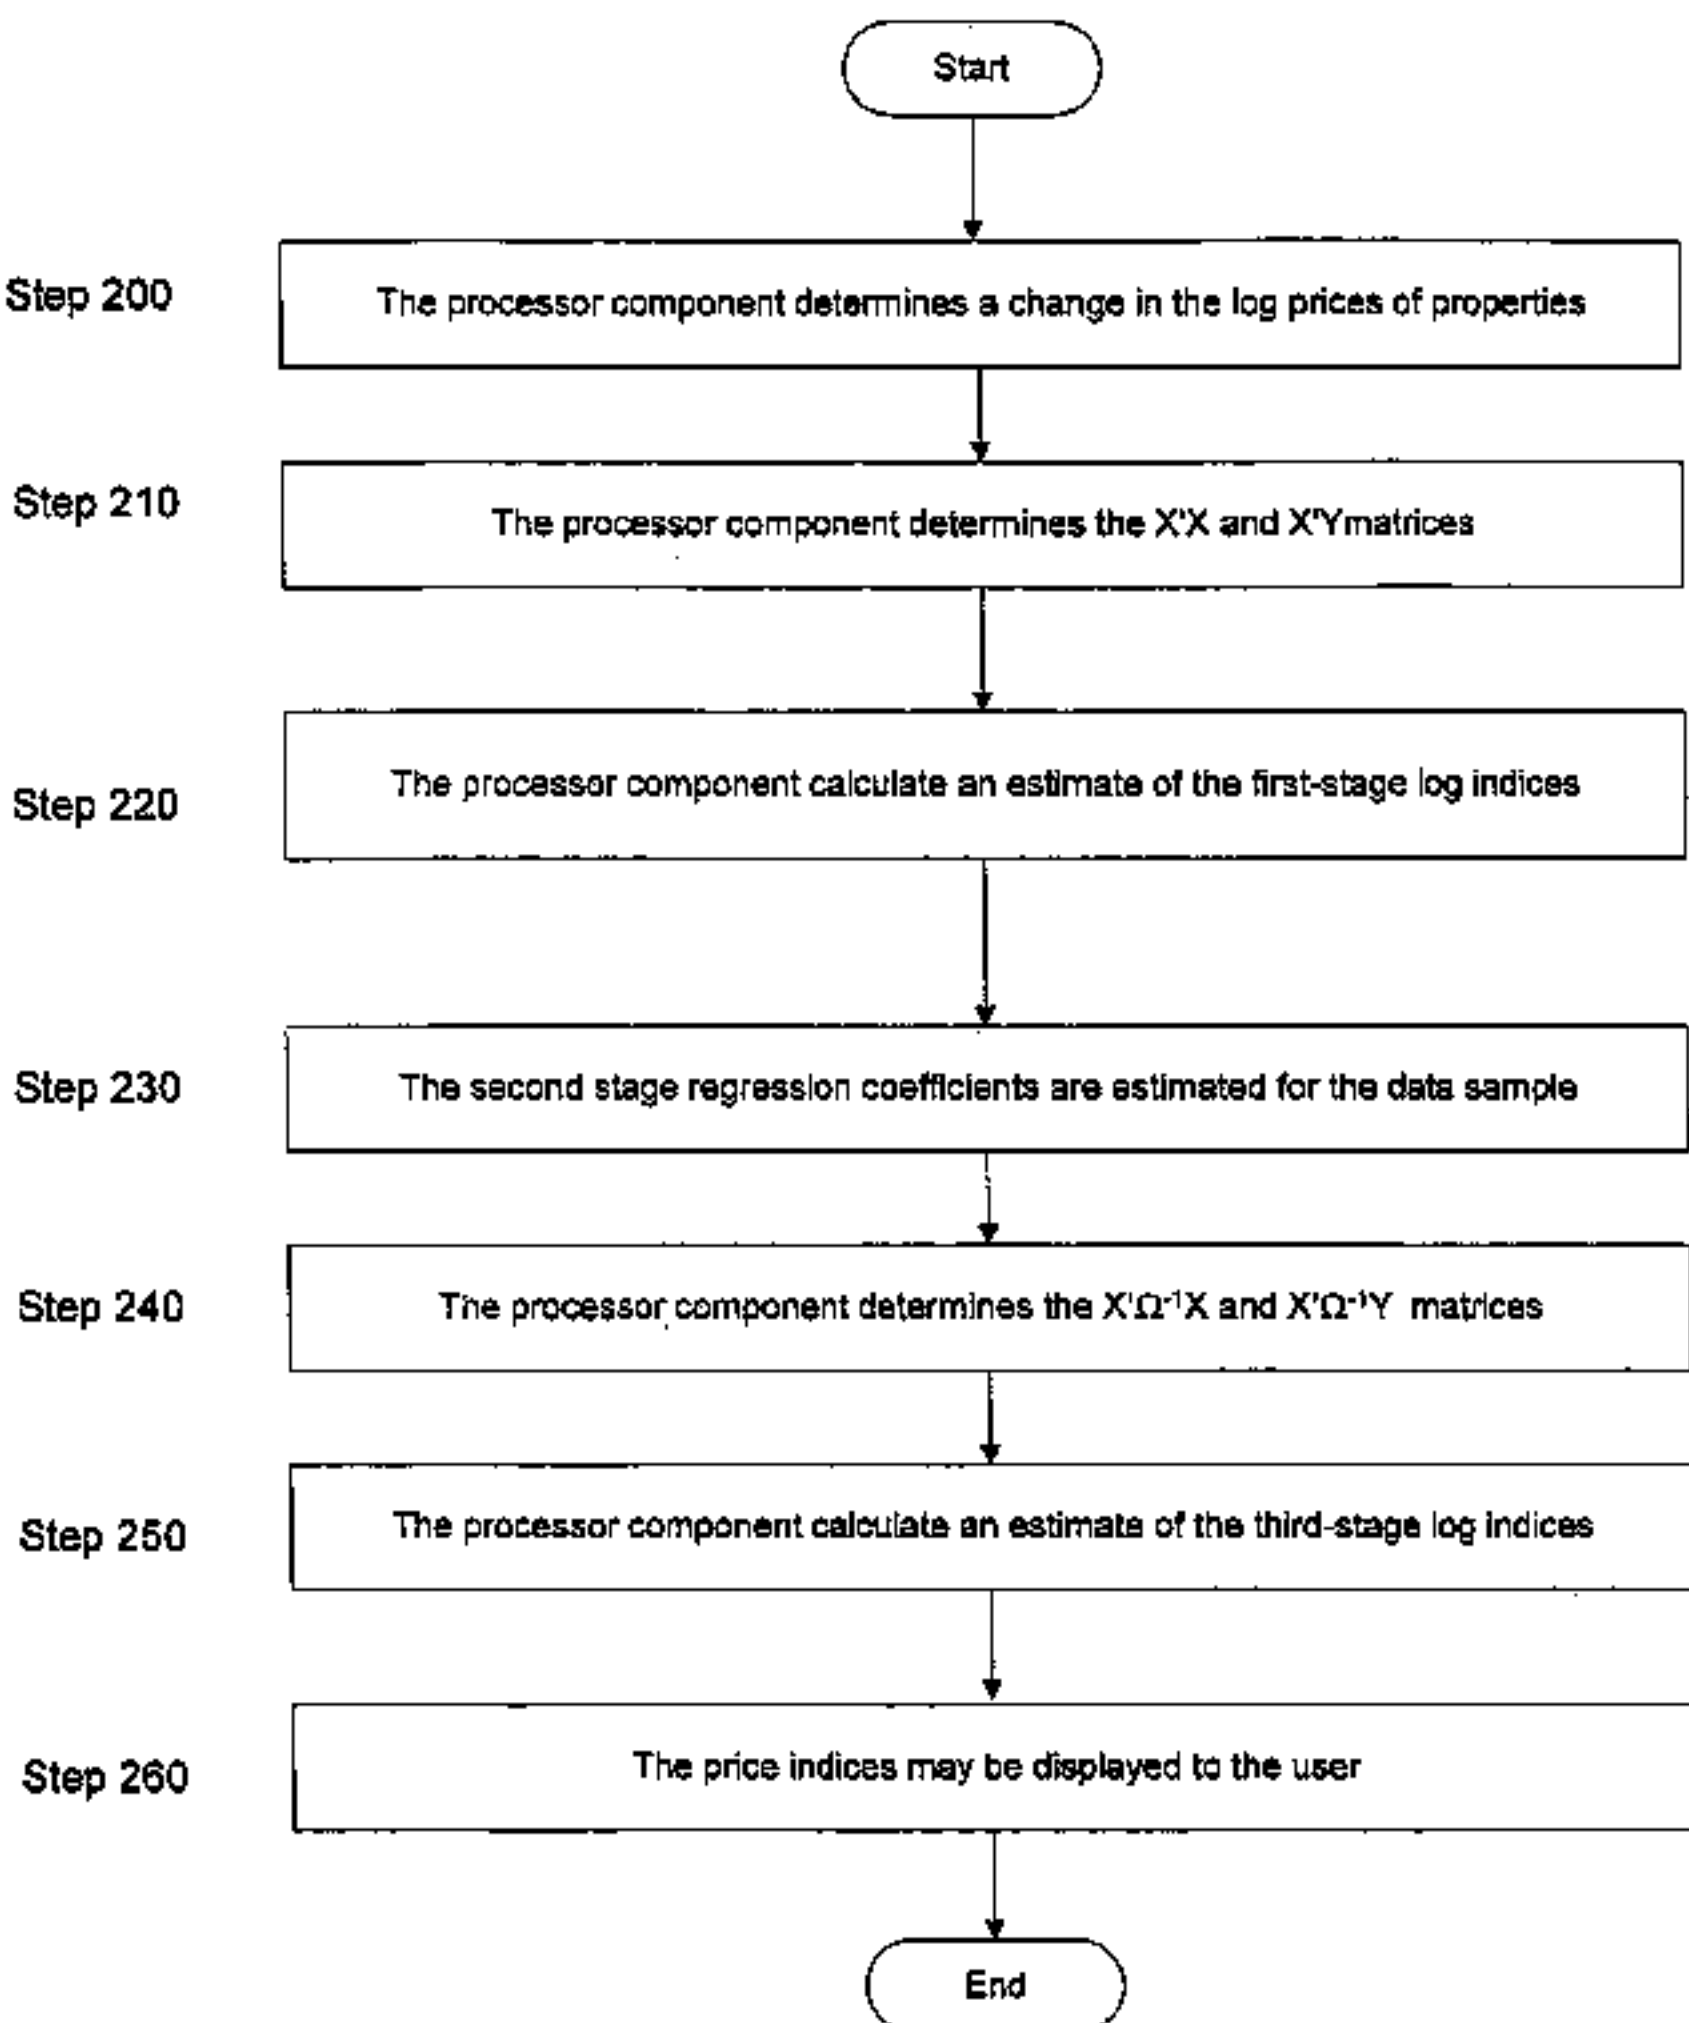 Start
Step 200
The processor component determines a change in the log prices of properties
Step 210
The processor component determines the X'X and X'Ymatrices
Step 220
The processor component calculate an estimate of the first-stage log indices
Step 230
The second stage regression coefficients are estimated for the data sample
Step 240
The processor component determines the X'Ω⁻¹X and X'Ω⁻¹Y matrices
Step 250
The processor component calculate an estimate of the third-stage log indices
Step 260
The price indices may be displayed to the user
End